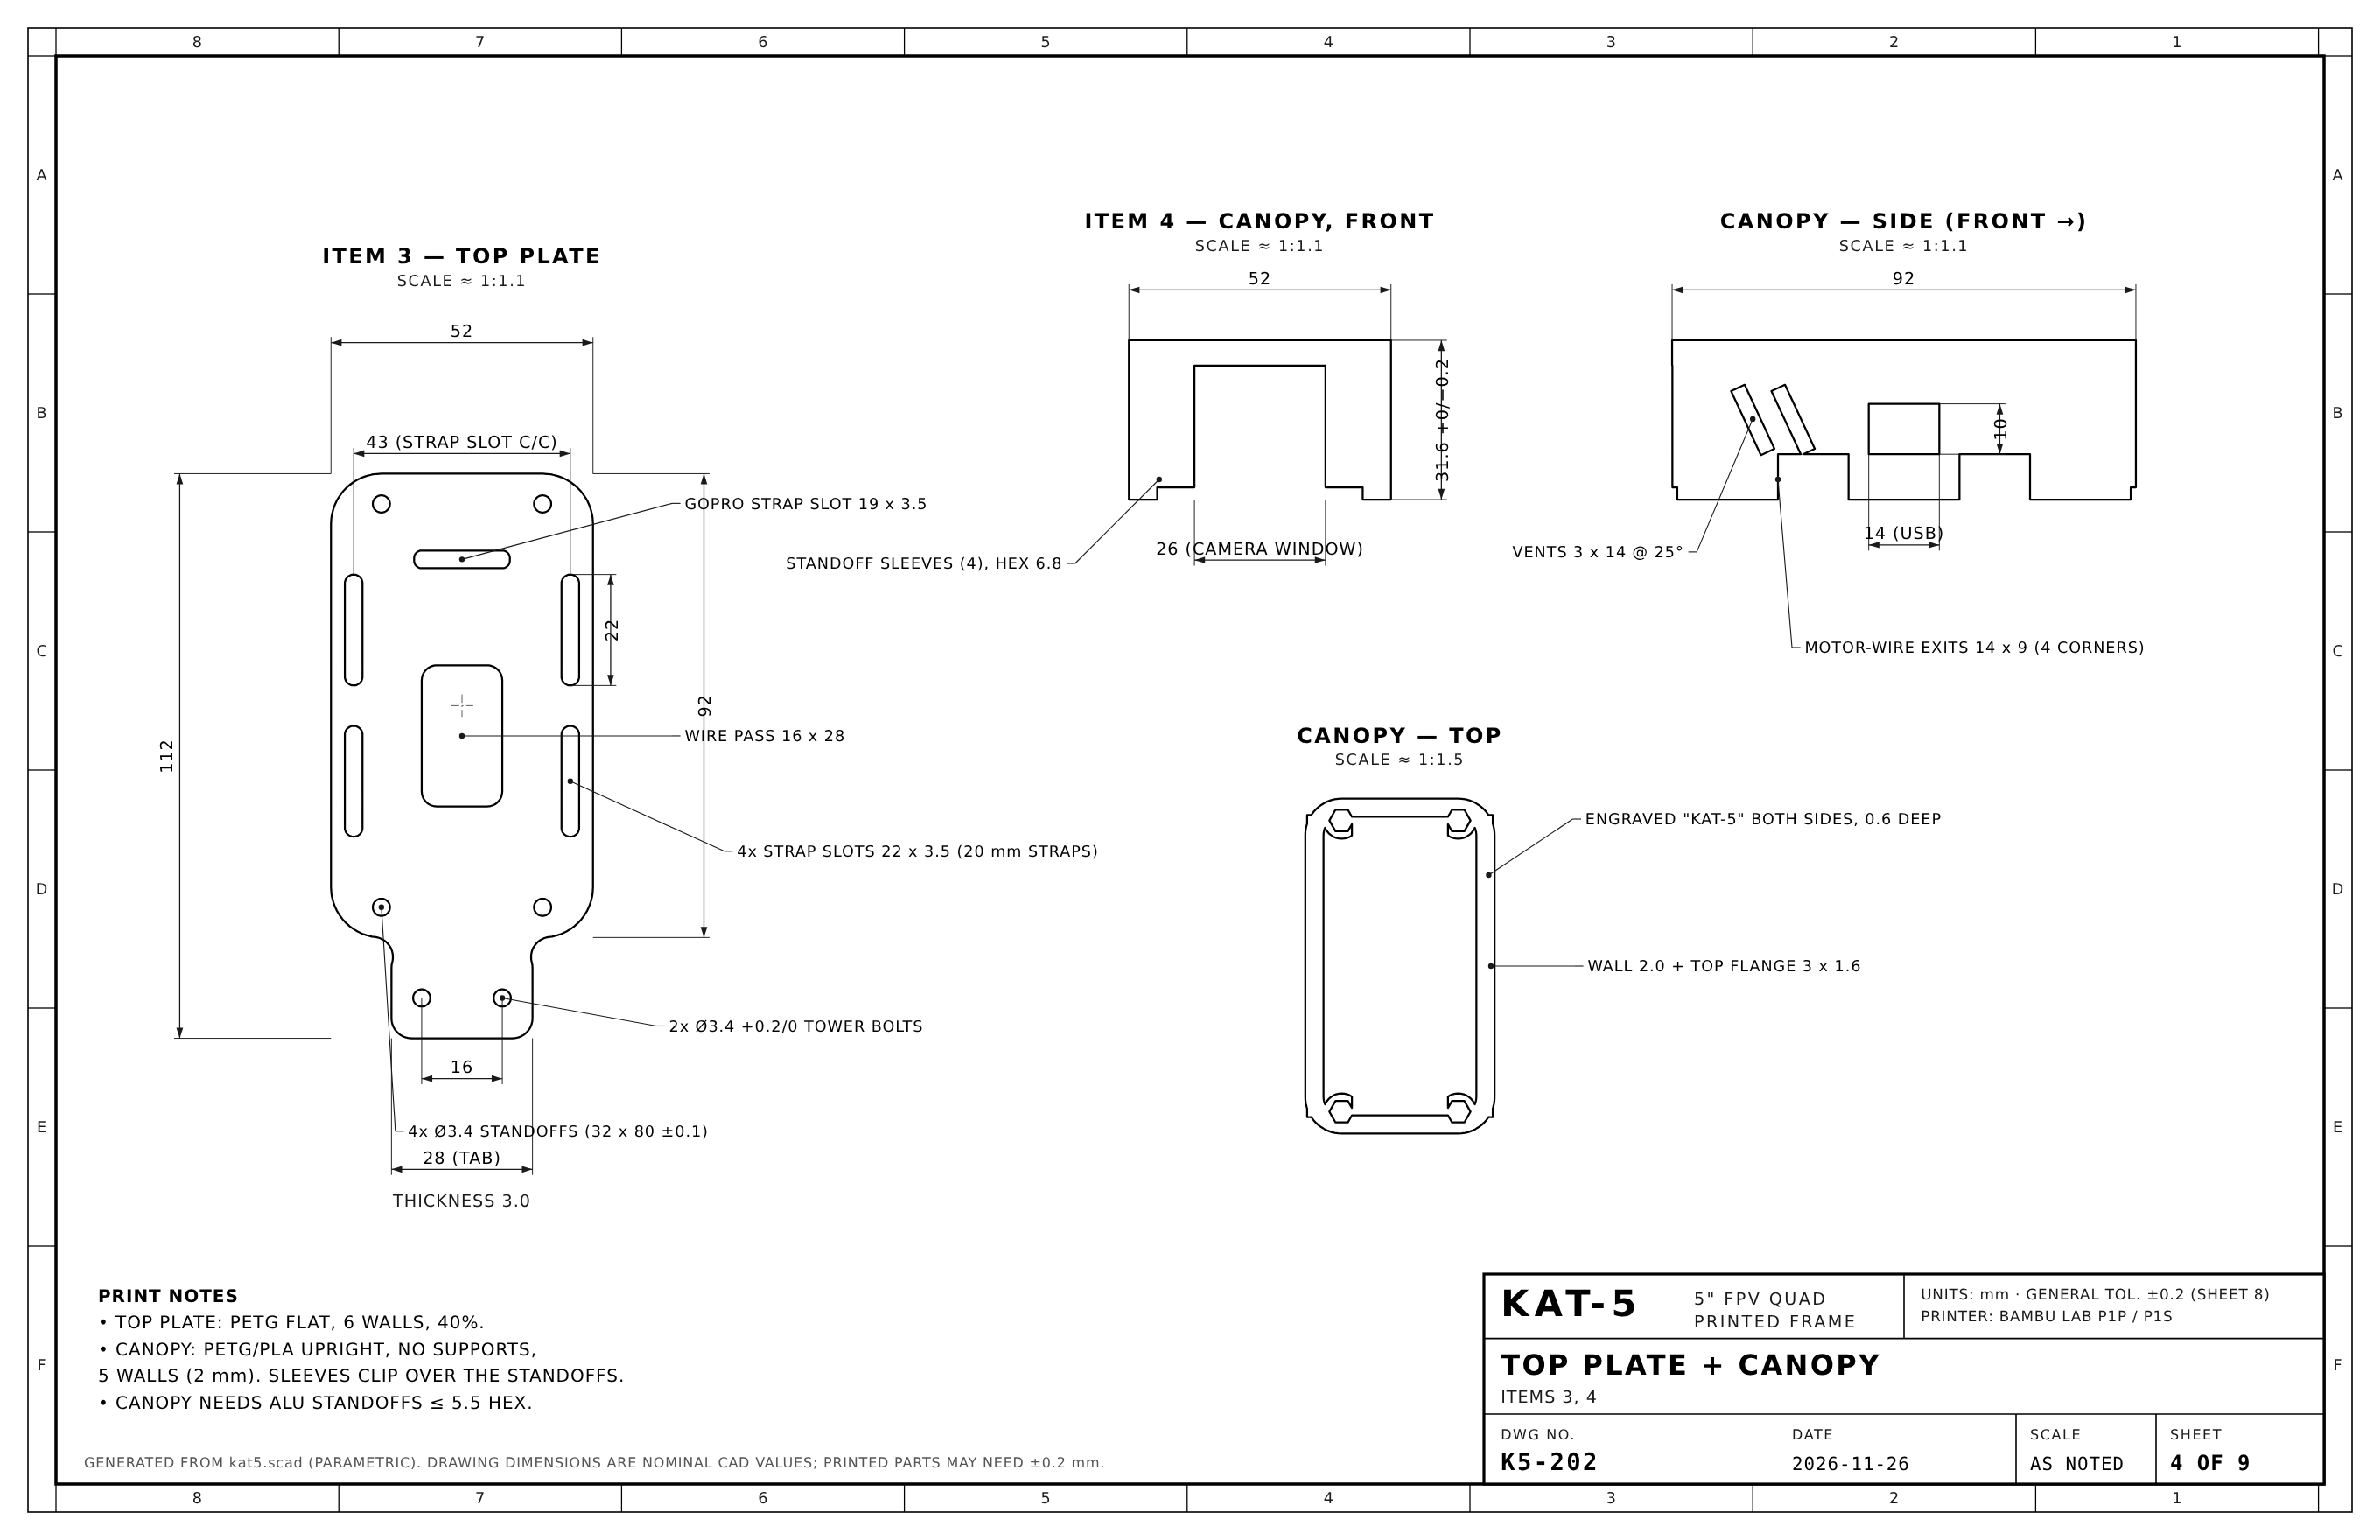 8 7 6 5 4 3 2 1
A A
ITEM 4 — CANOPY, FRONT
SCALE ≈ 1:1.1
CANOPY — SIDE (FRONT →)
SCALE ≈ 1:1.1
ITEM 3 — TOP PLATE
SCALE ≈ 1:1.1
52
92
52
B B
31.6 +0/−0.2
10
43 (STRAP SLOT C/C)
GOPRO STRAP SLOT 19 x 3.5
14 (USB)
26 (CAMERA WINDOW)
VENTS 3 x 14 @ 25°
STANDOFF SLEEVES (4), HEX 6.8
22
MOTOR-WIRE EXITS 14 x 9 (4 CORNERS)
C C
92
WIRE PASS 16 x 28
CANOPY — TOP
SCALE ≈ 1:1.5
112
ENGRAVED "KAT-5" BOTH SIDES, 0.6 DEEP
4x STRAP SLOTS 22 x 3.5 (20 mm STRAPS)
D D
WALL 2.0 + TOP FLANGE 3 x 1.6
2x Ø3.4 +0.2/0 TOWER BOLTS
16
E E
4x Ø3.4 STANDOFFS (32 x 80 ±0.1)
28 (TAB)
THICKNESS 3.0
PRINT NOTES
• TOP PLATE: PETG FLAT, 6 WALLS, 40%.
• CANOPY: PETG/PLA UPRIGHT, NO SUPPORTS,
5 WALLS (2 mm). SLEEVES CLIP OVER THE STANDOFFS.
• CANOPY NEEDS ALU STANDOFFS ≤ 5.5 HEX.
F F
GENERATED FROM kat5.scad (PARAMETRIC). DRAWING DIMENSIONS ARE NOMINAL CAD VALUES; PRINTED PARTS MAY NEED ±0.2 mm.
KAT-5
5" FPV QUAD
PRINTED FRAME
UNITS: mm · GENERAL TOL. ±0.2 (SHEET 8)
PRINTER: BAMBU LAB P1P / P1S
TOP PLATE + CANOPY
ITEMS 3, 4
DWG NO. DATE SCALE SHEET
K5-202 2026-11-26 AS NOTED 4 OF 9
8 7 6 5 4 3 2 1